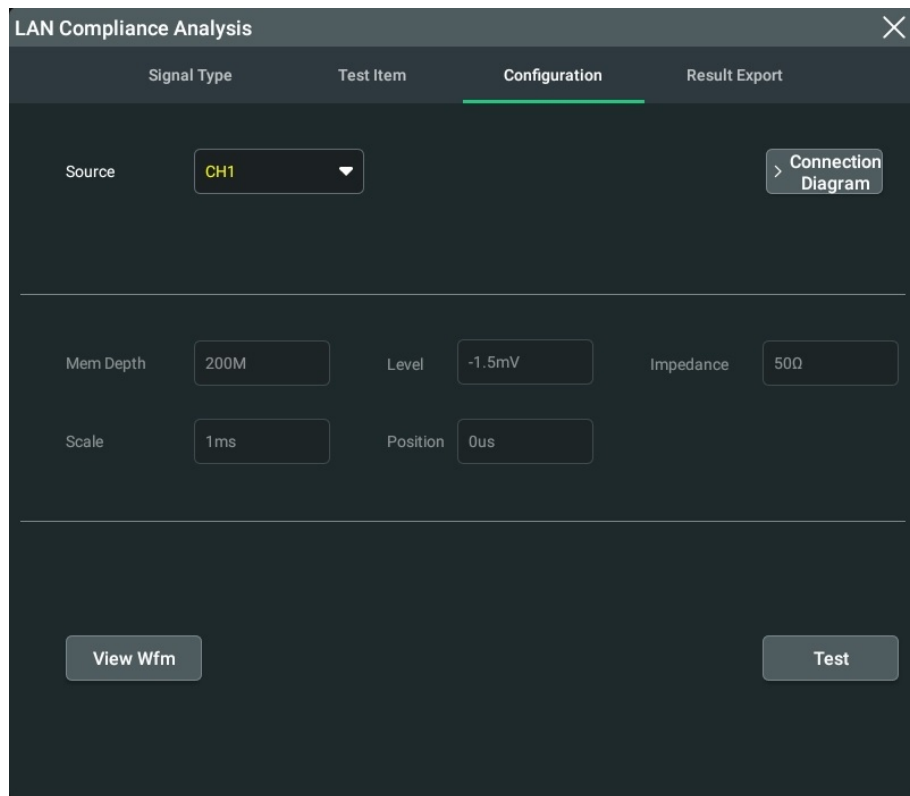 LAN Compliance Analysis
Signal Type Test Item Configuration Result Export
Source CH1 > Connection
Diagram
Mem Depth 200M Level -1.5mV Impedance 50Ω
Scale 1ms Position 0us
View Wfm Test